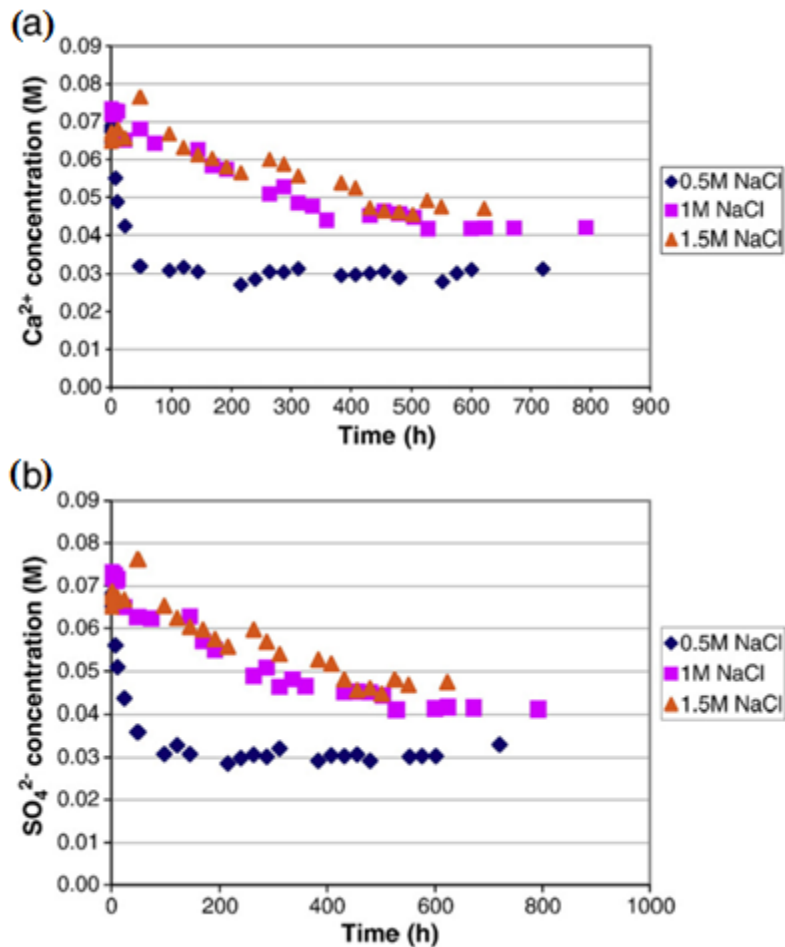 (a)
Ca²⁺ concentration (M)
0.09
0.08
0.07
0.06
0.05
0.04
0.03
0.02
0.01
0.00
0 100 200 300 400 500 600 700 800 900
Time (h)
0.5M NaCl
1M NaCl
1.5M NaCl
(b)
SO₄²⁻ concentration (M)
0.09
0.08
0.07
0.06
0.05
0.04
0.03
0.02
0.01
0.00
0 200 400 600 800 1000
Time (h)
0.5M NaCl
1M NaCl
1.5M NaCl